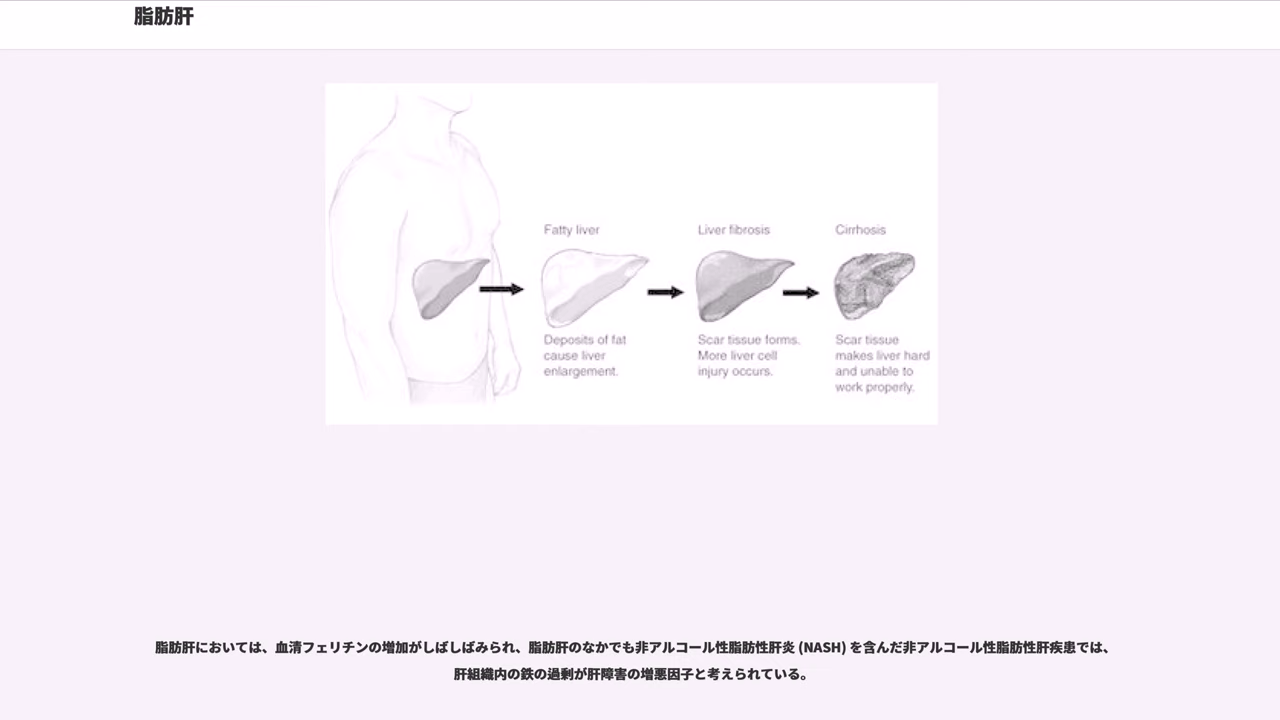 脂肪肝
Fatty liver
Deposits of fat
cause liver
enlargement.
Liver fibrosis
Scar tissue forms.
More liver cell
injury occurs.
Cirrhosis
Scar tissue
makes liver hard
and unable to
work properly.
脂肪肝においては、血清フェリチンの増加がしばしばみられ、脂肪肝のなかでも非アルコール性脂肪性肝炎 (NASH) を含んだ非アルコール性脂肪性肝疾患では、
肝組織内の鉄の過剰が肝障害の増悪因子と考えられている。